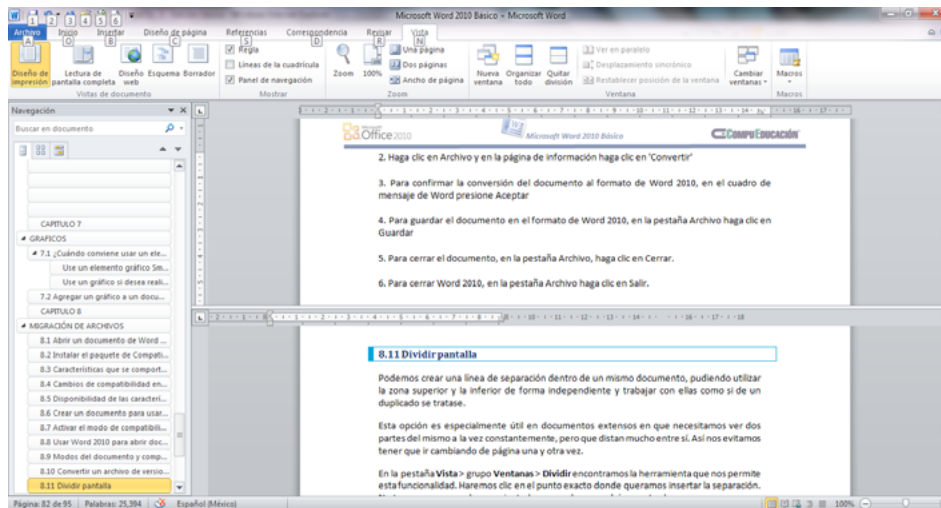 Microsoft Word 2010 Básico - Microsoft Word
1 2 3 4 5 6
Archivo Inicio Insertar Diseño de página Referencias Correspondencia Revisar Vista
A O B C S D R N
Diseño de impresión
Lectura de pantalla completa
Diseño web
Esquema
Borrador
Vistas de documento
Regla
Líneas de la cuadrícula
Panel de navegación
Mostrar
Zoom
100%
Una página
Dos páginas
Ancho de página
Zoom
Nueva ventana
Organizar todo
Quitar división
Ver en paralelo
Desplazamiento sincrónico
Restablecer posición de la ventana
Ventana
Cambiar ventanas
Macros
Macros
Navegación
Buscar en documento
CAPITULO 7
GRAFICOS
7.1 ¿Cuándo conviene usar un ele...
Use un elemento gráfico Sm...
Use un gráfico si desea reali...
7.2 Agregar un gráfico a un docu...
CAPITULO 8
MIGRACIÓN DE ARCHIVOS
8.1 Abrir un documento de Word ...
8.2 Instalar el paquete de Compati...
8.3 Características que se comport...
8.4 Cambios de compatibilidad en...
8.5 Disponibilidad de las caracterí...
8.6 Crear un documento para usar...
8.7 Activar el modo de compatibili...
8.8 Usar Word 2010 para abrir doc...
8.9 Modos del documento y comp...
8.10 Convertir un archivo de versio...
8.11 Dividir pantalla
Office 2010
Microsoft Word 2010 Básico
COMPUEDUCACIÓN
2. Haga clic en Archivo y en la página de información haga clic en 'Convertir'
3. Para confirmar la conversión del documento al formato de Word 2010, en el cuadro de
mensaje de Word presione Aceptar
4. Para guardar el documento en el formato de Word 2010, en la pestaña Archivo haga clic en
Guardar
5. Para cerrar el documento, en la pestaña Archivo, haga clic en Cerrar.
6. Para cerrar Word 2010, en la pestaña Archivo haga clic en Salir.
8.11 Dividir pantalla
Podemos crear una línea de separación dentro de un mismo documento, pudiendo utilizar
la zona superior y la inferior de forma independiente y trabajar con ellas como si de un
duplicado se tratase.
Esta opción es especialmente útil en documentos extensos en que necesitamos ver dos
partes del mismo a la vez constantemente, pero que distan mucho entre sí. Así nos evitamos
tener que ir cambiando de página una y otra vez.
En la pestaña Vista > grupo Ventanas > Dividir encontramos la herramienta que nos permite
esta funcionalidad. Haremos clic en el punto exacto donde queramos insertar la separación.
Página: 82 de 95 Palabras: 25,394 Español (México) 100%